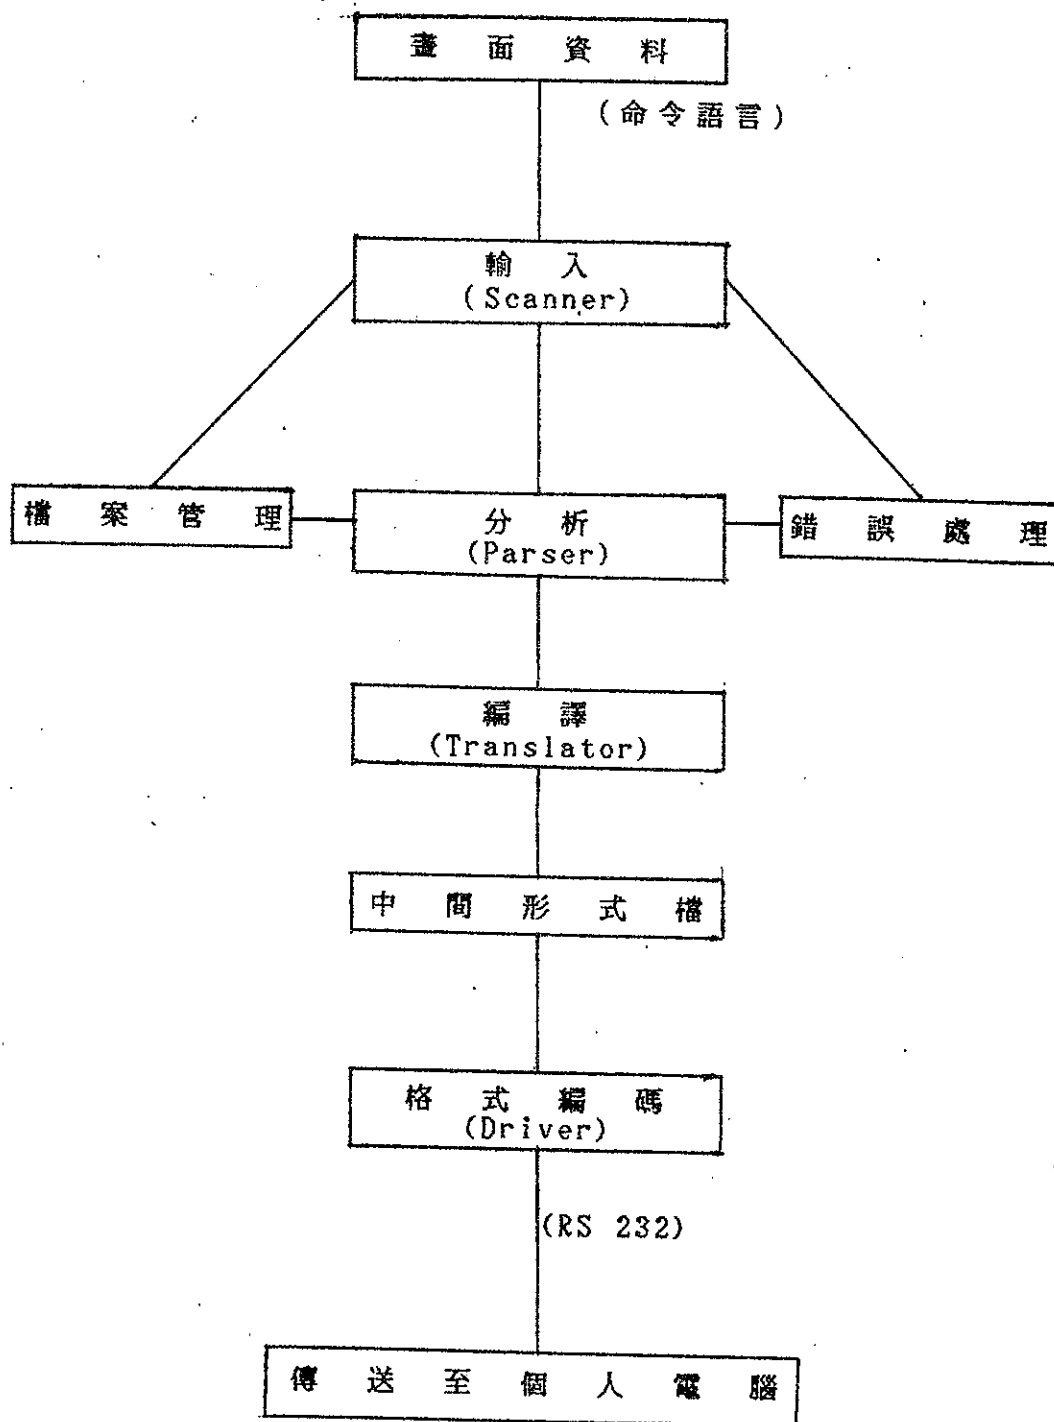 畫面資料
(命令語言)
輸入
(Scanner)
檔案管理
分析
(Parser)
錯誤處理
編譯
(Translator)
中間形式檔
格式編碼
(Driver)
(RS 232)
傳送至個人電腦